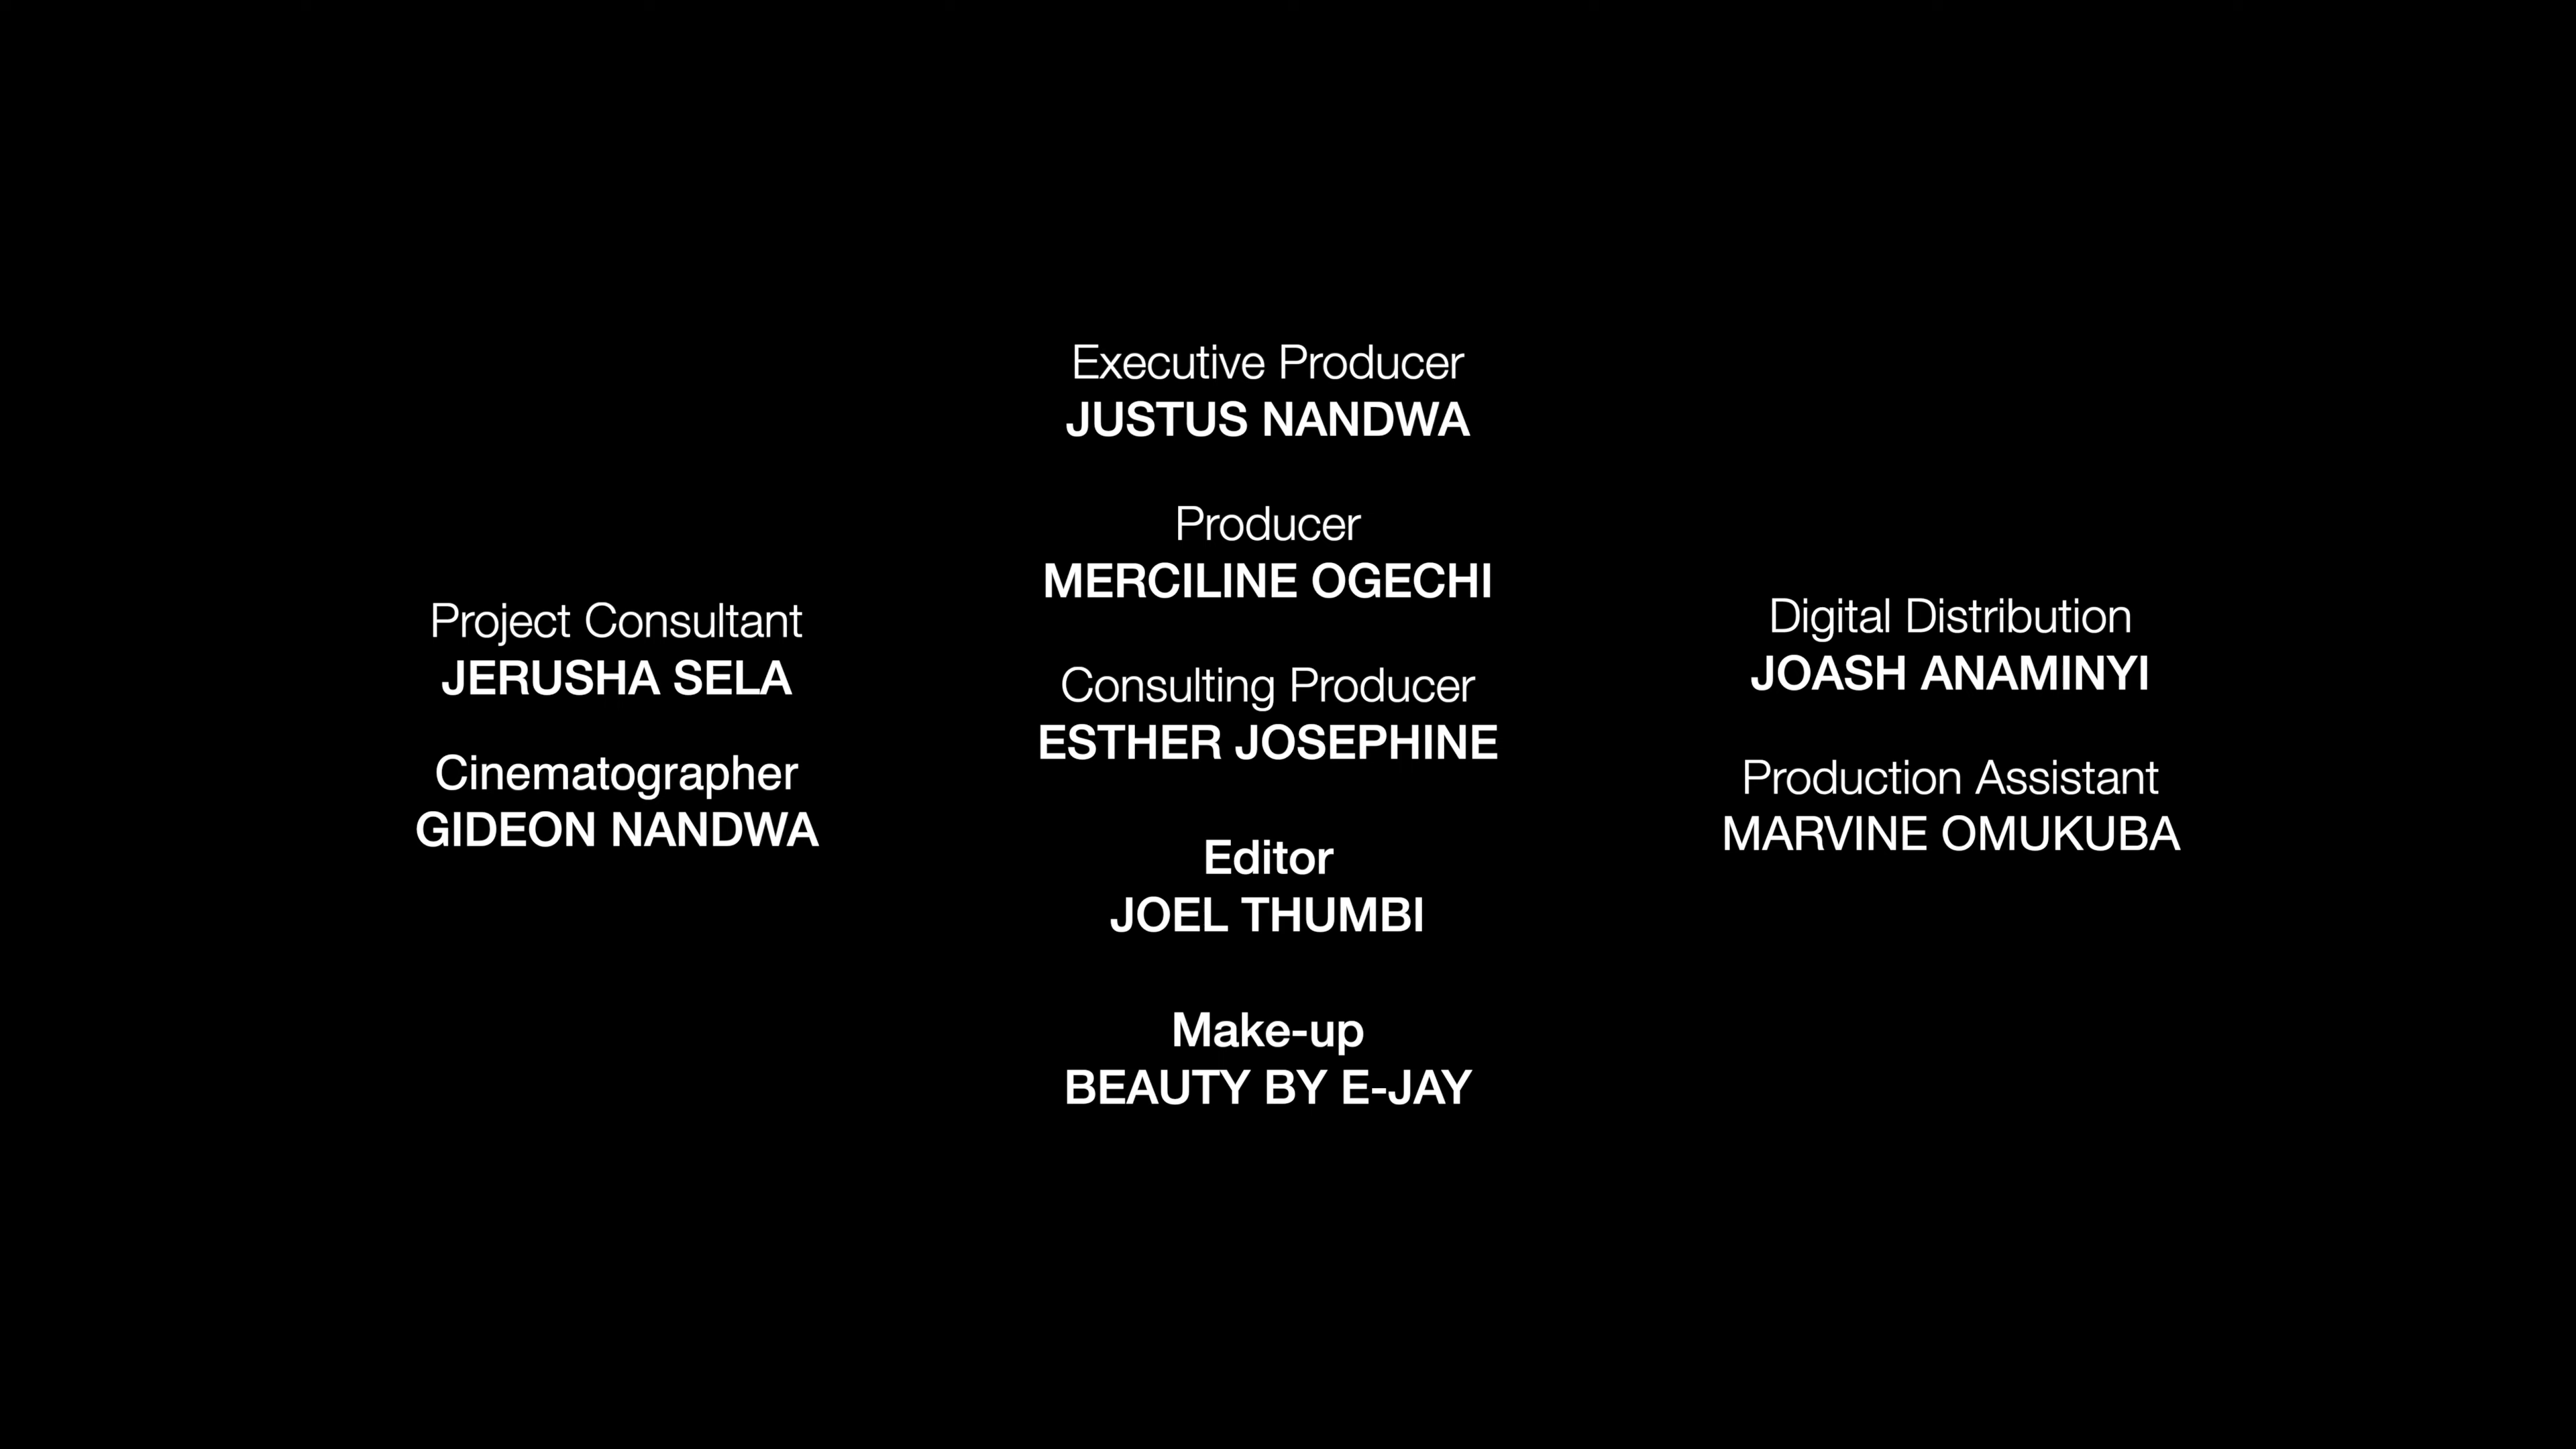 Project Consultant
JERUSHA SELA
Cinematographer
GIDEON NANDWA
Executive Producer
JUSTUS NANDWA
Producer
MERCILINE OGECHI
Consulting Producer
ESTHER JOSEPHINE
Editor
JOEL THUMBI
Make-up
BEAUTY BY E-JAY
Digital Distribution
JOASH ANAMINYI
Production Assistant
MARVINE OMUKUBA